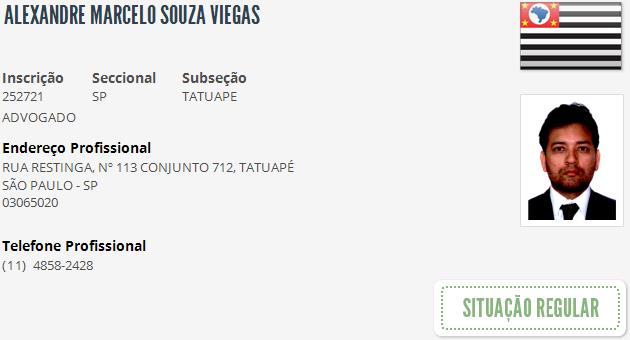 ALEXANDRE MARCELO SOUZA VIEGAS
Inscrição Seccional Subseção
252721 SP TATUAPE
ADVOGADO
Endereço Profissional
RUA RESTINGA, Nº 113 CONJUNTO 712, TATUAPÉ
SÃO PAULO - SP
03065020
Telefone Profissional
(11) 4858-2428
SITUAÇÃO REGULAR